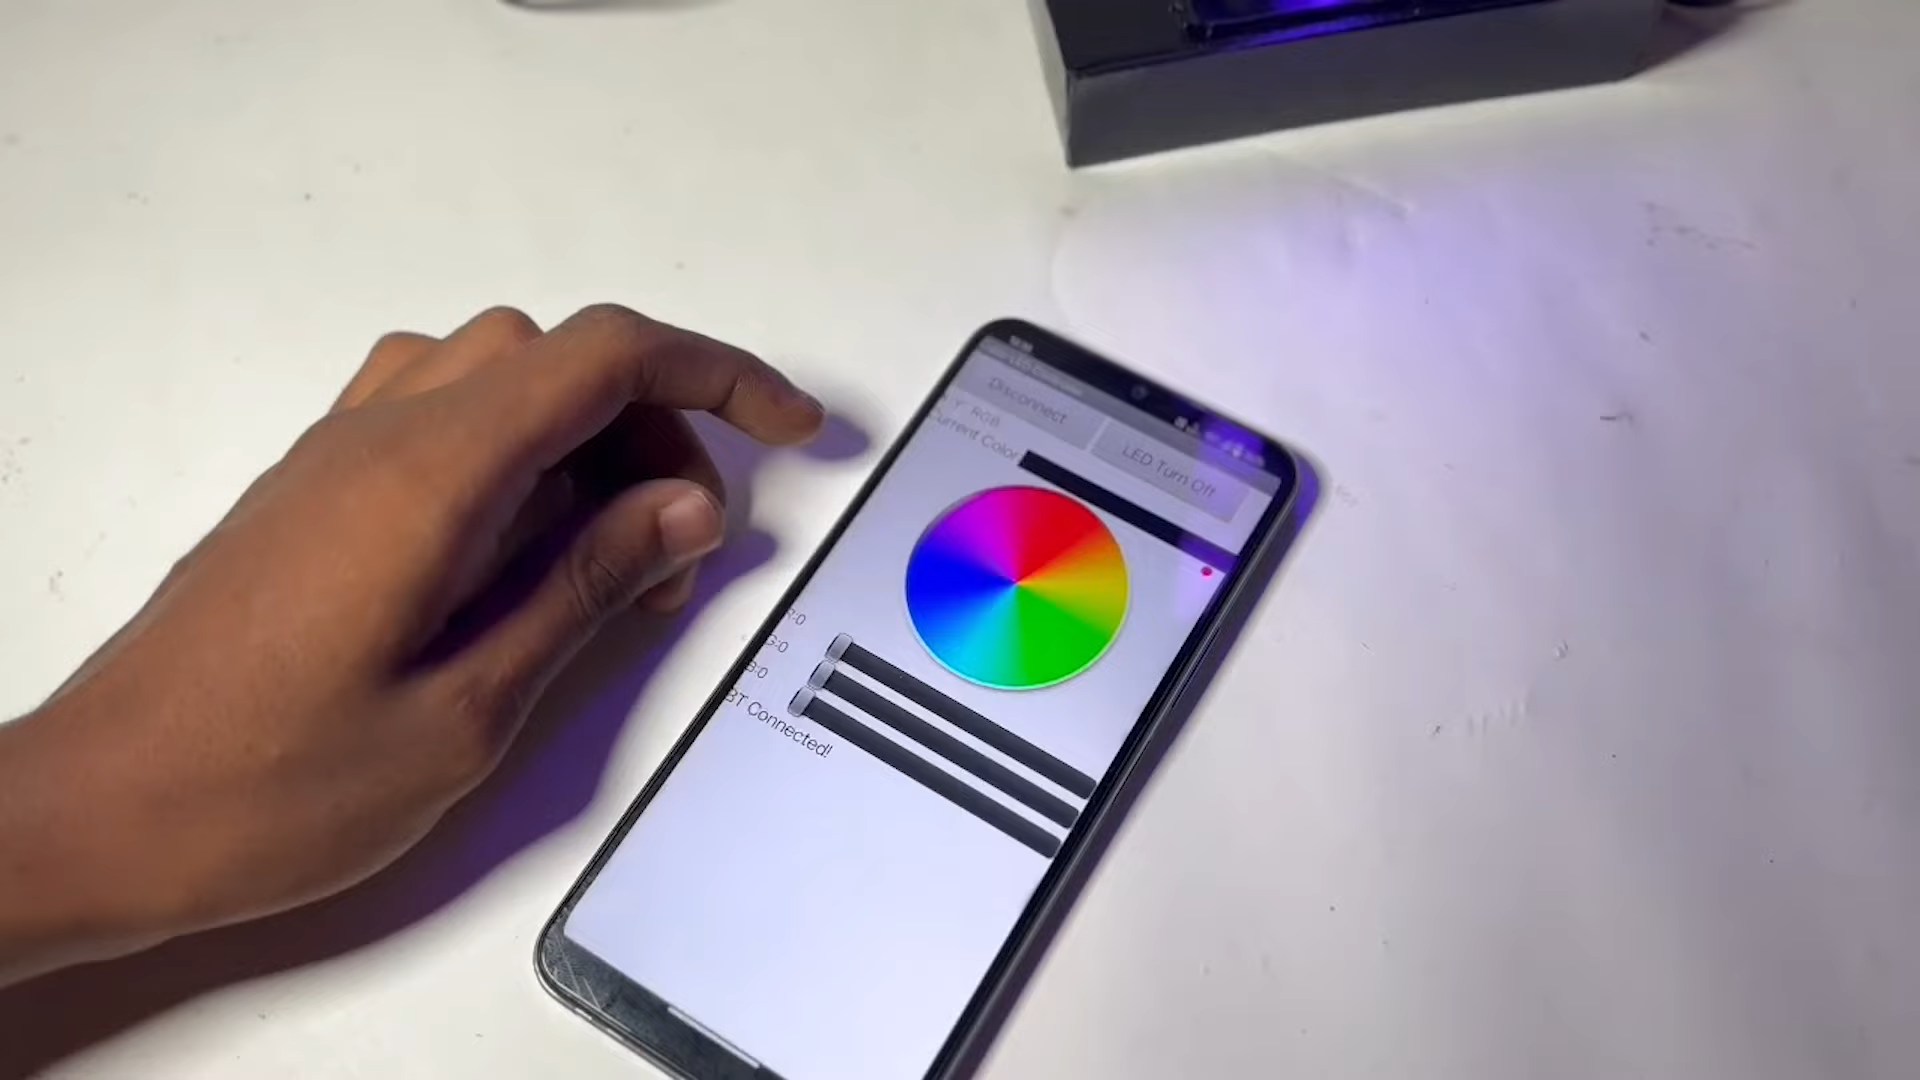 Disconnect
LED Turn Off
RGB
Current Color
R:0
G:0
B:0
BT Connected!